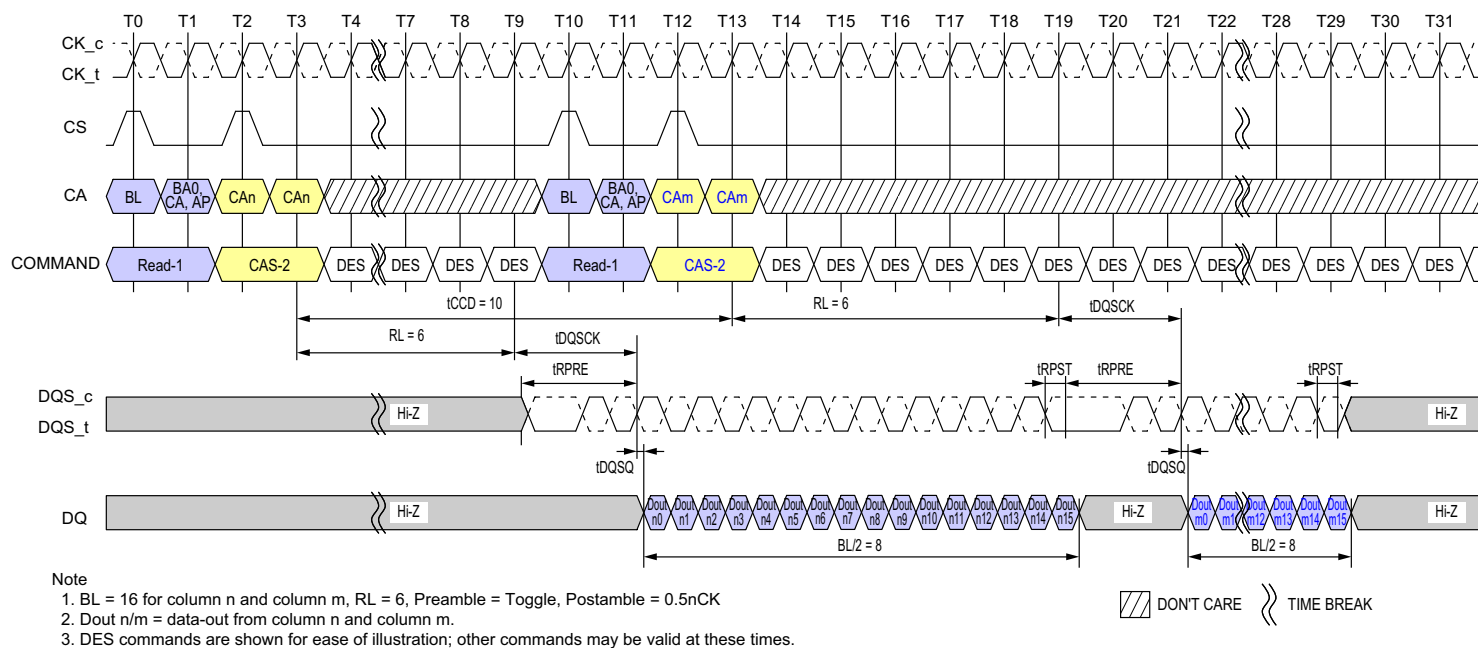 T0 T1 T2 T3 T4 T7 T8 T9 T10 T11 T12 T13 T14 T15 T16 T17 T18 T19 T20 T21 T22 T28 T29 T30 T31
CK_c
CK_t
CS
CA BL BA0, CA, AP CAn CAn BL BA0, CA, AP CAm CAm
COMMAND Read-1 CAS-2 DES DES DES DES Read-1 CAS-2 DES DES DES DES DES DES DES DES DES DES DES DES DES
tCCD = 10 RL = 6 tDQSCK
RL = 6 tDQSCK
tRPRE tRPST tRPRE tRPST
DQS_c
DQS_t
Hi-Z Hi-Z
tDQSQ tDQSQ
DQ Hi-Z Dout n0 Dout n1 Dout n2 Dout n3 Dout n4 Dout n5 Dout n6 Dout n7 Dout n8 Dout n9 Dout n10 Dout n11 Dout n12 Dout n13 Dout n14 Dout n15 Hi-Z Dout m0 Dout m1 Dout m12 Dout m13 Dout m14 Dout m15 Hi-Z
BL/2 = 8 BL/2 = 8
Note
1. BL = 16 for column n and column m, RL = 6, Preamble = Toggle, Postamble = 0.5nCK
2. Dout n/m = data-out from column n and column m.
3. DES commands are shown for ease of illustration; other commands may be valid at these times.
DON'T CARE TIME BREAK